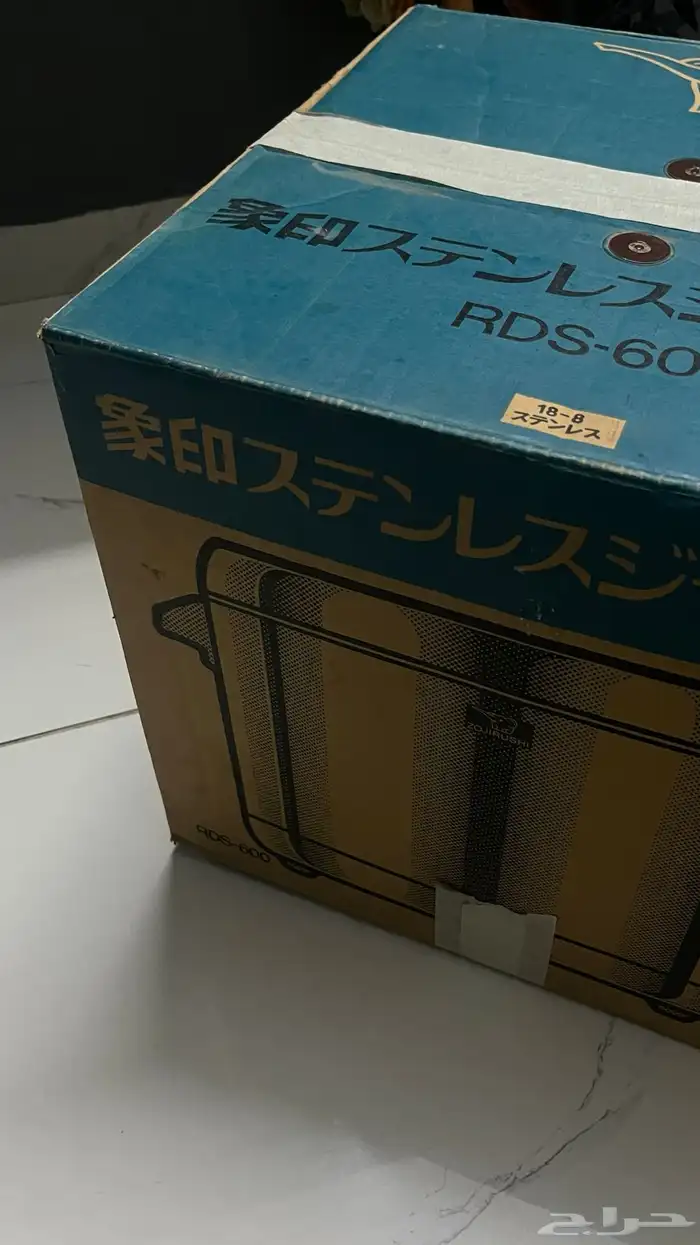 象印ステンレスジ
RDS-60
18-8
ステンレス
象印ステンレスジ
ZOJIRUSHI
RDS-600
حراج